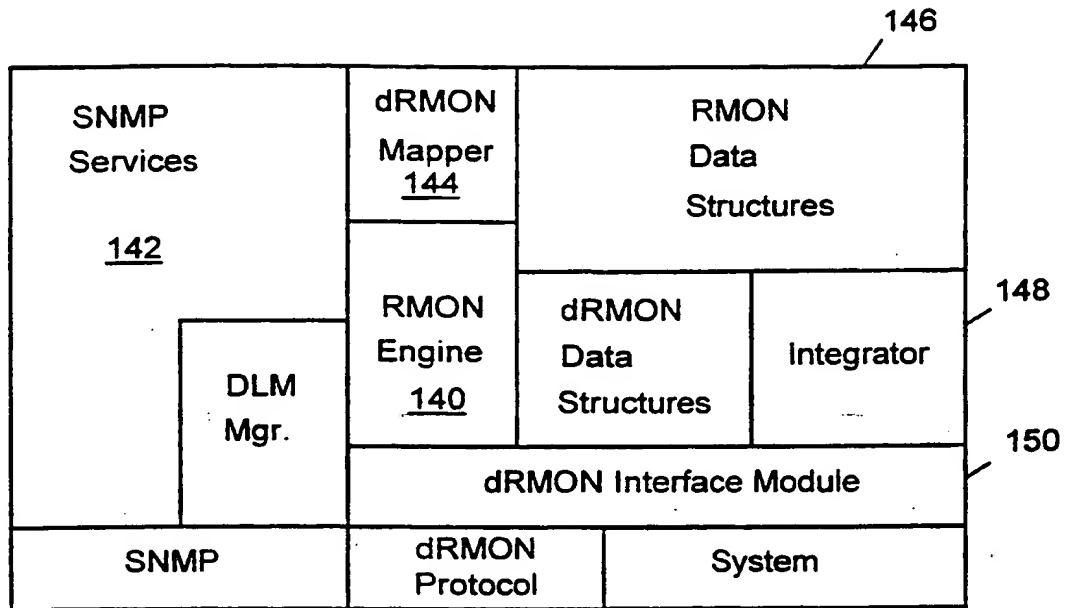 146
SNMP
Services
142
dRMON
Mapper
144
RMON
Data
Structures
148
DLM
Mgr.
RMON
Engine
140
dRMON
Data
Structures
Integrator
150
dRMON Interface Module
SNMP
dRMON
Protocol
System